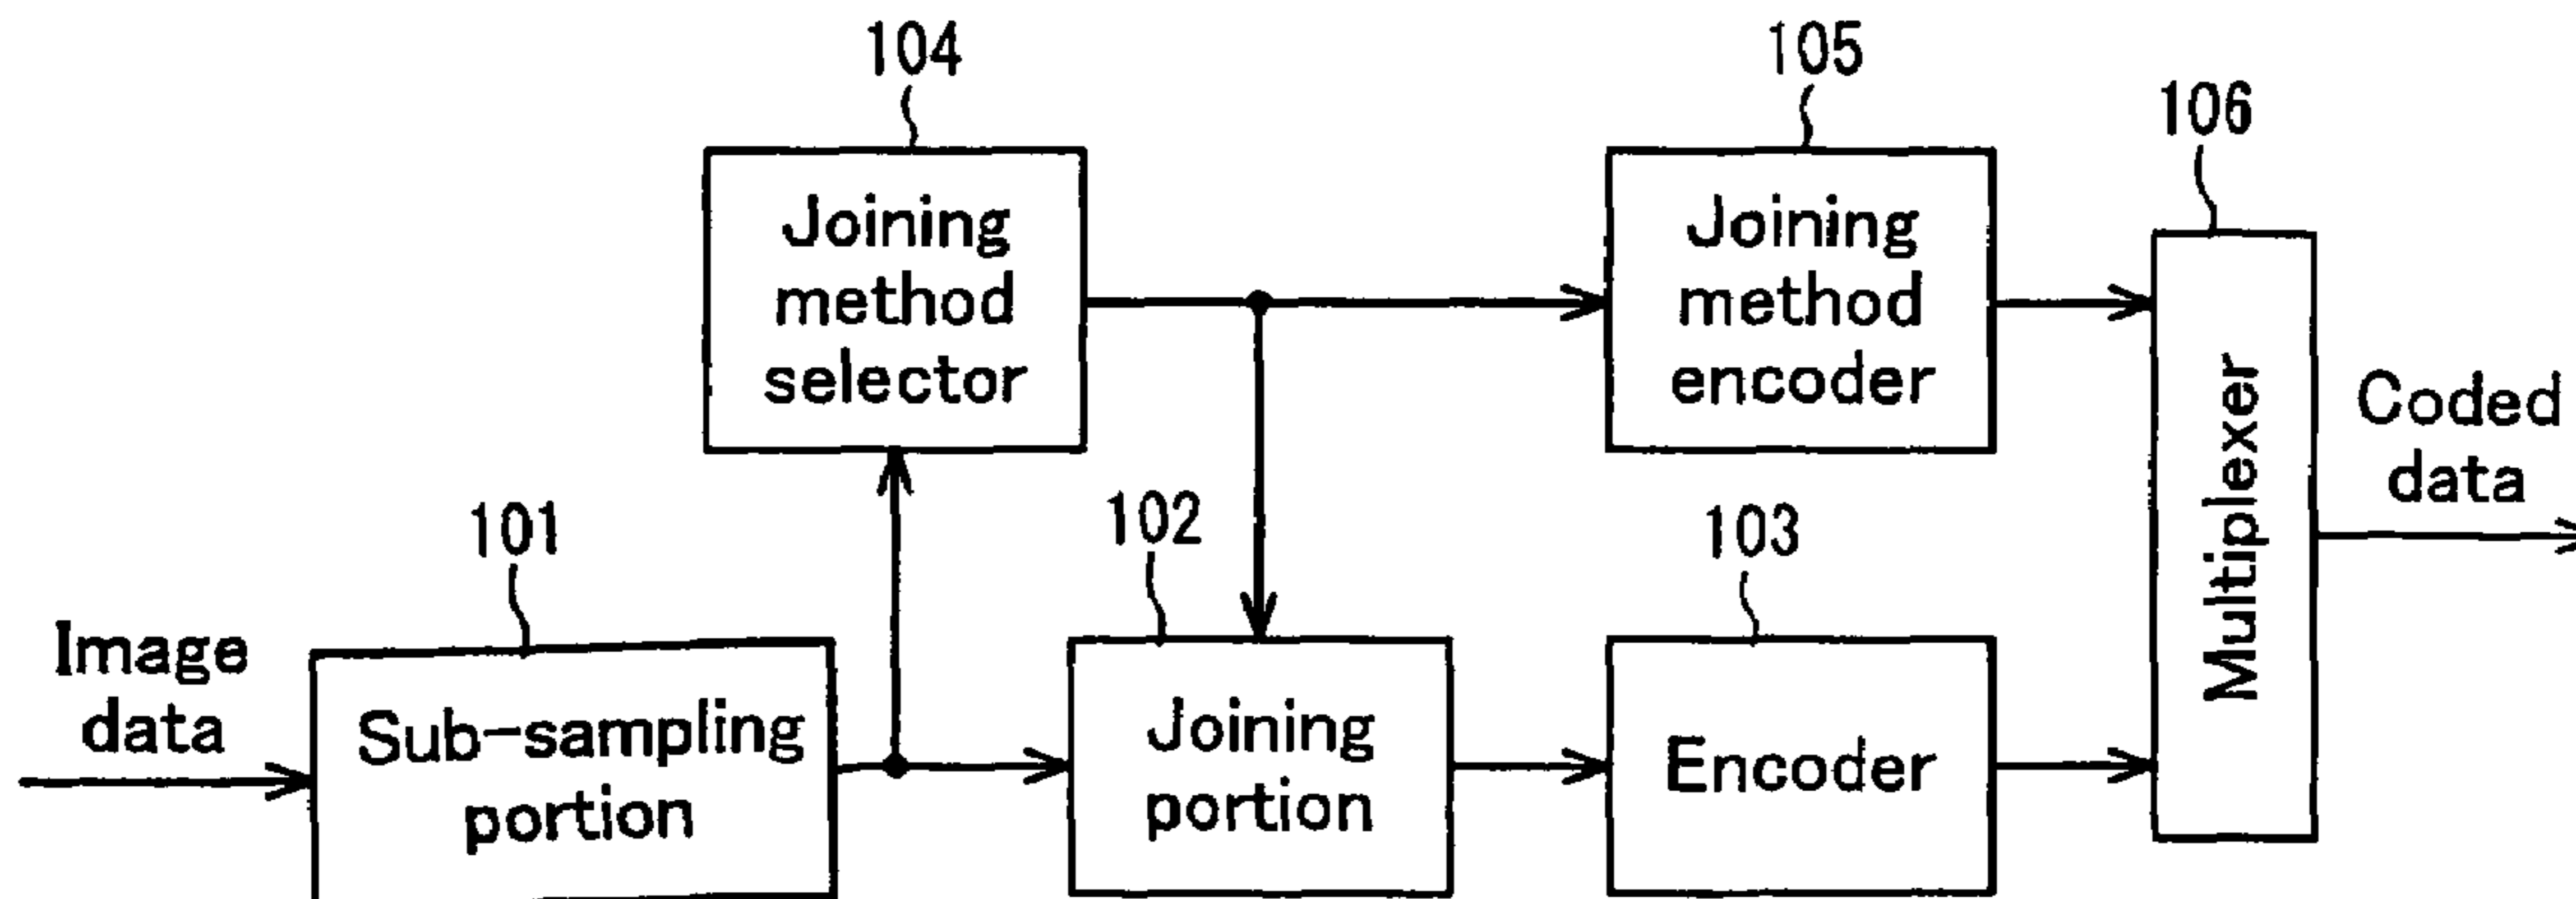 104
105
106
Joining
method
selector
Joining
method
encoder
Multiplexer
Coded
data
101
102
103
Image
data
Sub-sampling
portion
Joining
portion
Encoder